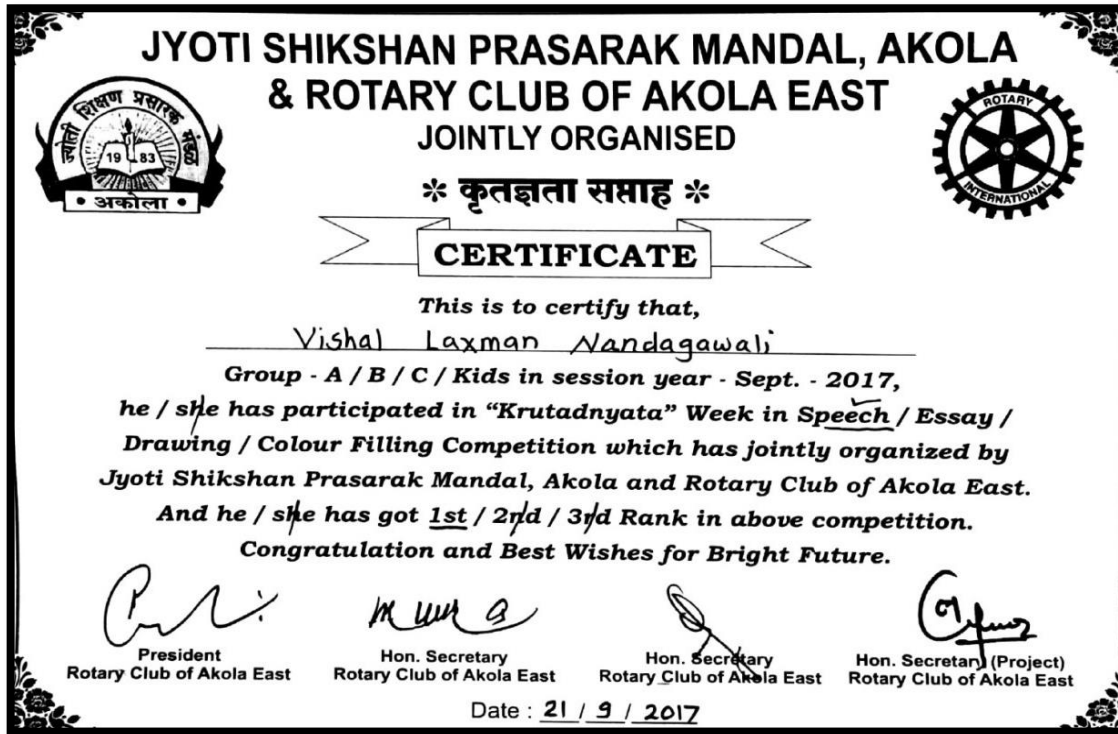 JYOTI SHIKSHAN PRASARAK MANDAL, AKOLA
& ROTARY CLUB OF AKOLA EAST
JOINTLY ORGANISED
ज्योती शिक्षण प्रसारक मंडळ
19 83
• अकोला •
ROTARY
INTERNATIONAL
* कृतज्ञता सप्ताह *
CERTIFICATE
This is to certify that,
Vishal Laxman Nandagawali
Group - A / B / C / Kids in session year - Sept. - 2017,
he / she has participated in “Krutadnyata” Week in Speech / Essay /
Drawing / Colour Filling Competition which has jointly organized by
Jyoti Shikshan Prasarak Mandal, Akola and Rotary Club of Akola East.
And he / she has got 1st / 2nd / 3rd Rank in above competition.
Congratulation and Best Wishes for Bright Future.
President Hon. Secretary Hon. Secretary Hon. Secretary (Project)
Rotary Club of Akola East Rotary Club of Akola East Rotary Club of Akola East Rotary Club of Akola East
Date : 21 / 9 / 2017